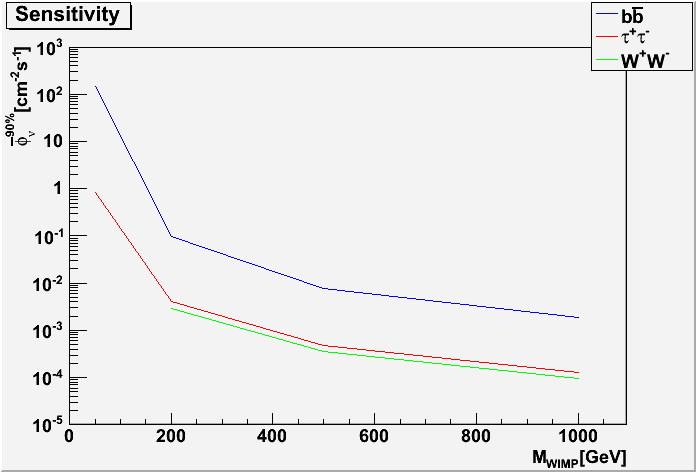 Sensitivity
bb̅
τ⁺τ⁻
W⁺W⁻
ϕ̅ν⁻90% [cm⁻²s⁻¹]
10³
10²
10
1
10⁻¹
10⁻²
10⁻³
10⁻⁴
10⁻⁵
0 200 400 600 800 1000
M_WIMP[GeV]